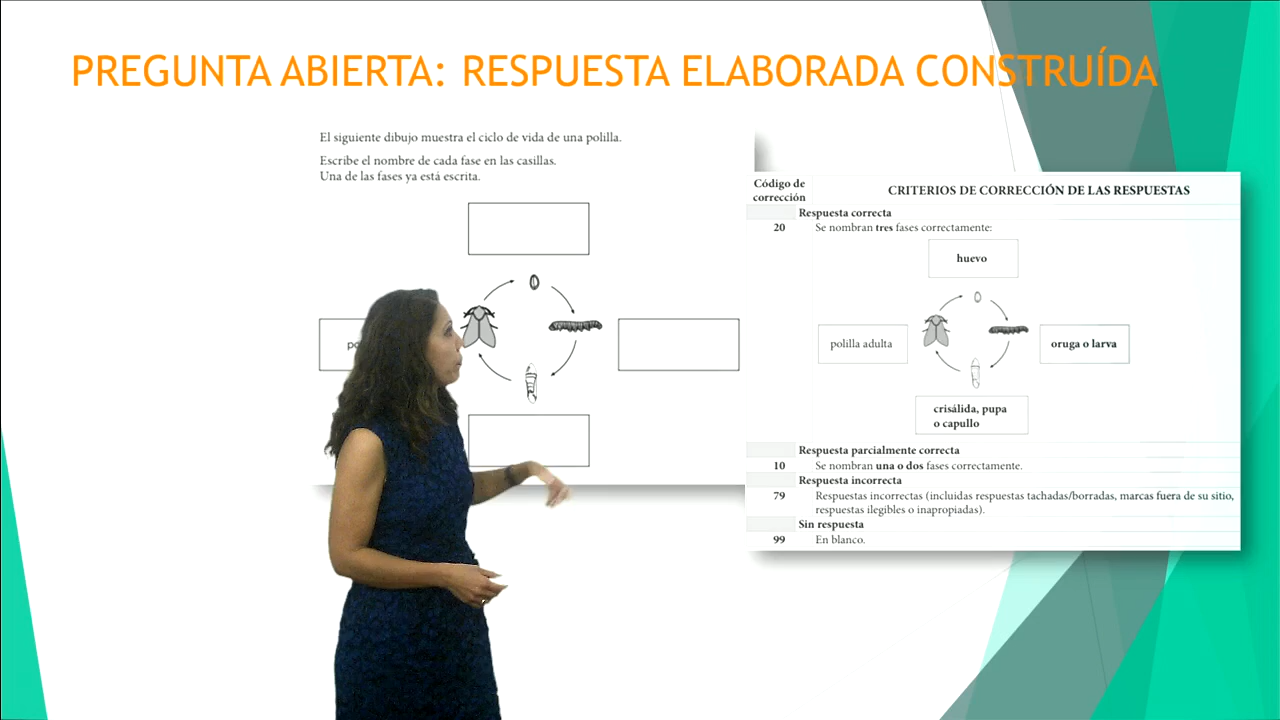 PREGUNTA ABIERTA: RESPUESTA ELABORADA CONSTRUÍDA
El siguiente dibujo muestra el ciclo de vida de una polilla.
Escribe el nombre de cada fase en las casillas.
Una de las fases ya está escrita.
Código de
corrección
CRITERIOS DE CORRECCIÓN DE LAS RESPUESTAS
Respuesta correcta
20 Se nombran tres fases correctamente:
huevo
polilla adulta
oruga o larva
crisálida, pupa
o capullo
Respuesta parcialmente correcta
10 Se nombran una o dos fases correctamente.
Respuesta incorrecta
79 Respuestas incorrectas (incluidas respuestas tachadas/borradas, marcas fuera de su sitio,
respuestas ilegibles o inapropiadas).
Sin respuesta
99 En blanco.